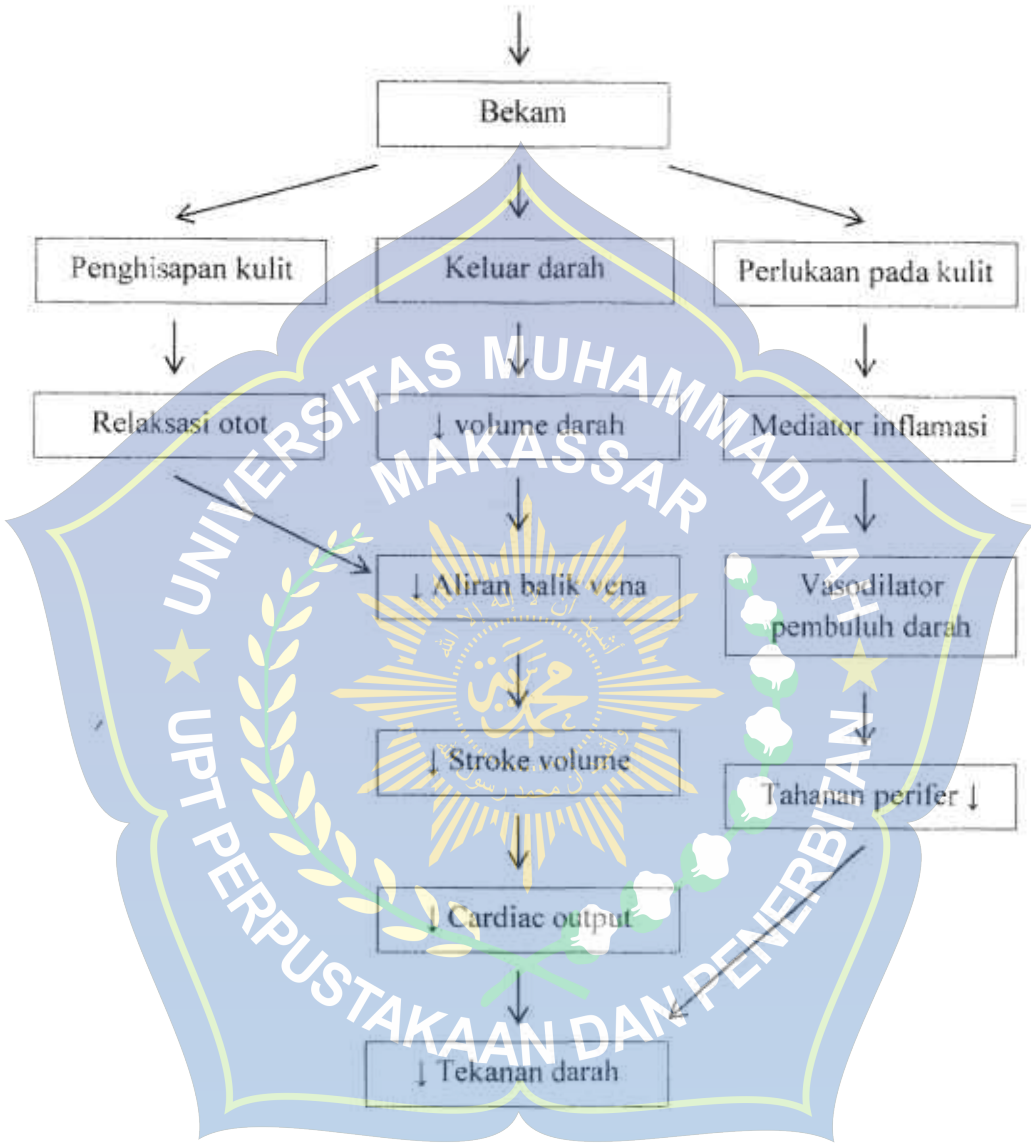 Bekam
Penghisapan kulit
Keluar darah
Perlukaan pada kulit
Relaksasi otot
↓ volume darah
Mediator inflamasi
↓ Aliran balik vena
Vasodilator
pembuluh darah
↓ Stroke volume
Tahanan perifer ↓
↓ Cardiac output
↓ Tekanan darah
UNIVERSITAS MUHAMMADIYAH
MAKASSAR
UPT PERPUSTAKAAN DAN PENERBITAN